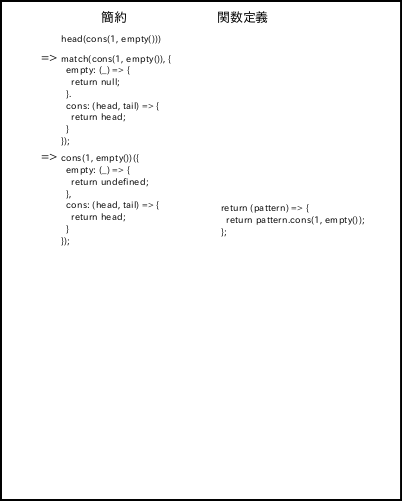 簡約 関数定義
head(cons(1, empty()))
=> match(cons(1, empty()), {
empty: (_) => {
return null;
}.
cons: (head, tail) => {
return head;
}
});
=> cons(1, empty())({
empty: (_) => {
return undefined;
},
cons: (head, tail) => {
return head;
}
});
return (pattern) => {
return pattern.cons(1, empty());
};